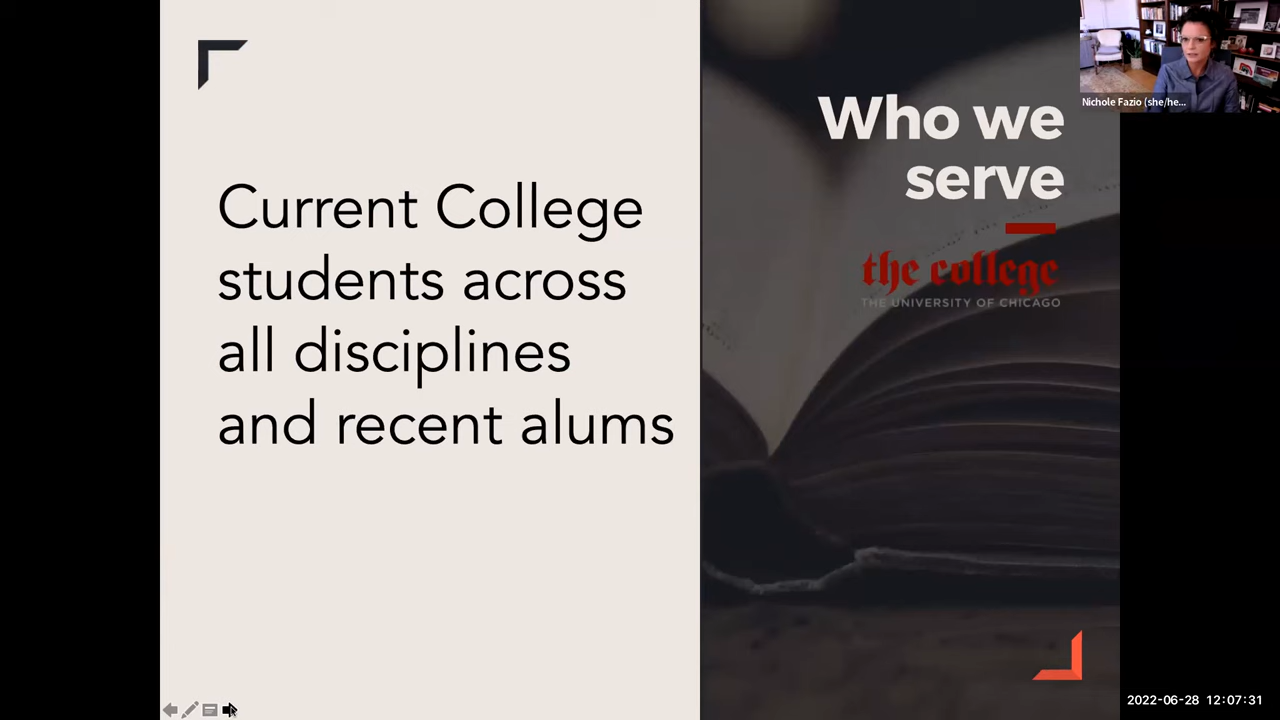 Current College
students across
all disciplines
and recent alums
Who we
serve
the college
THE UNIVERSITY OF CHICAGO
Nichole Fazio (she/he...
2022-06-28 12:07:31